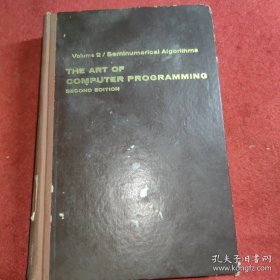 Volume 2 / Seminumerical Algorithms
THE ART OF
COMPUTER PROGRAMMING
SECOND EDITION
孔夫子旧书网